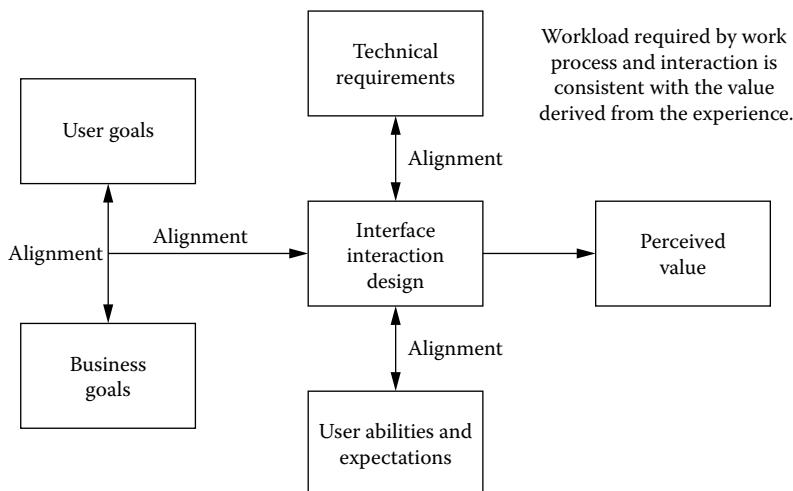 Technical
requirements
Workload required by work
process and interaction is
consistent with the value
derived from the experience.
User goals
Alignment
Alignment
Alignment
Interface
interaction
design
Perceived
value
Business
goals
Alignment
User abilities and
expectations